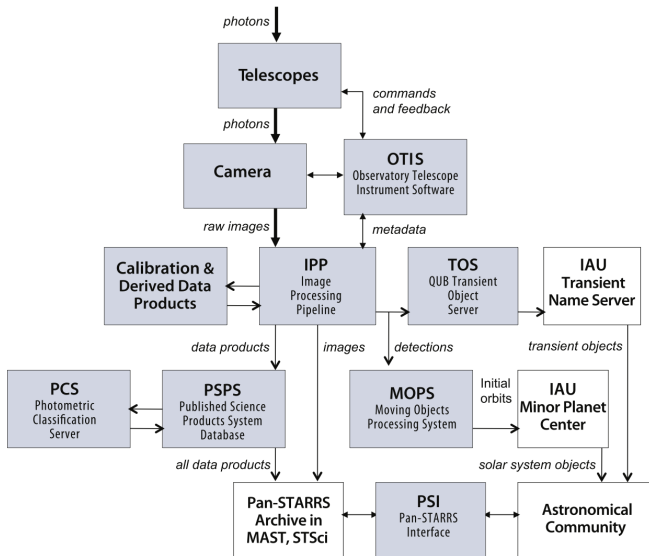 photons
Telescopes
commands
and feedback
photons
Camera
OTIS
Observatory Telescope
Instrument Software
raw images
metadata
Calibration &
Derived Data
Products
IPP
Image
Processing
Pipeline
TOS
QUB Transient
Object
Server
IAU
Transient
Name Server
data products
images
detections
transient objects
PCS
Photometric
Classification
Server
PSPS
Published Science
Products System
Database
MOPS
Moving Objects
Processing System
Initial
orbits
IAU
Minor Planet
Center
all data products
solar system objects
Pan-STARRS
Archive in
MAST, STSci
PSI
Pan-STARRS
Interface
Astronomical
Community